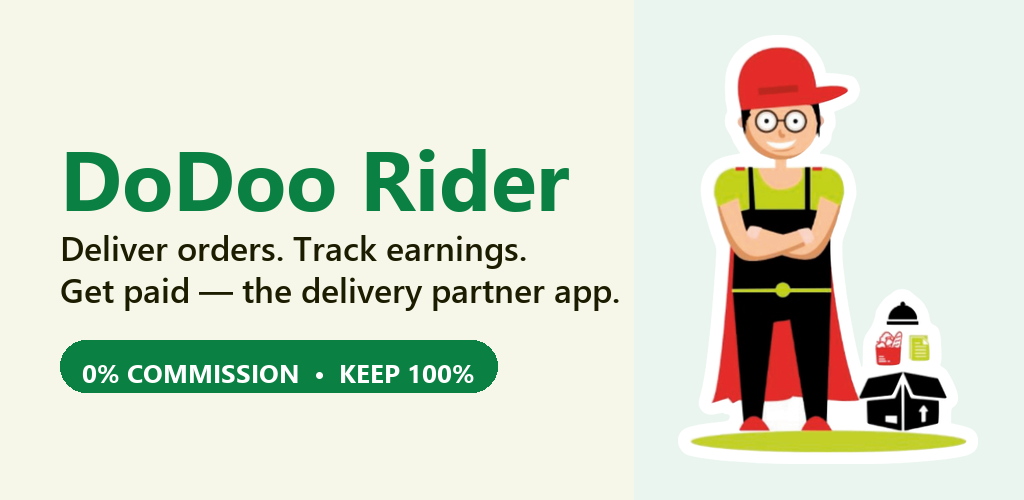 DoDoo Rider
Deliver orders. Track earnings.
Get paid — the delivery partner app.
0% COMMISSION • KEEP 100%